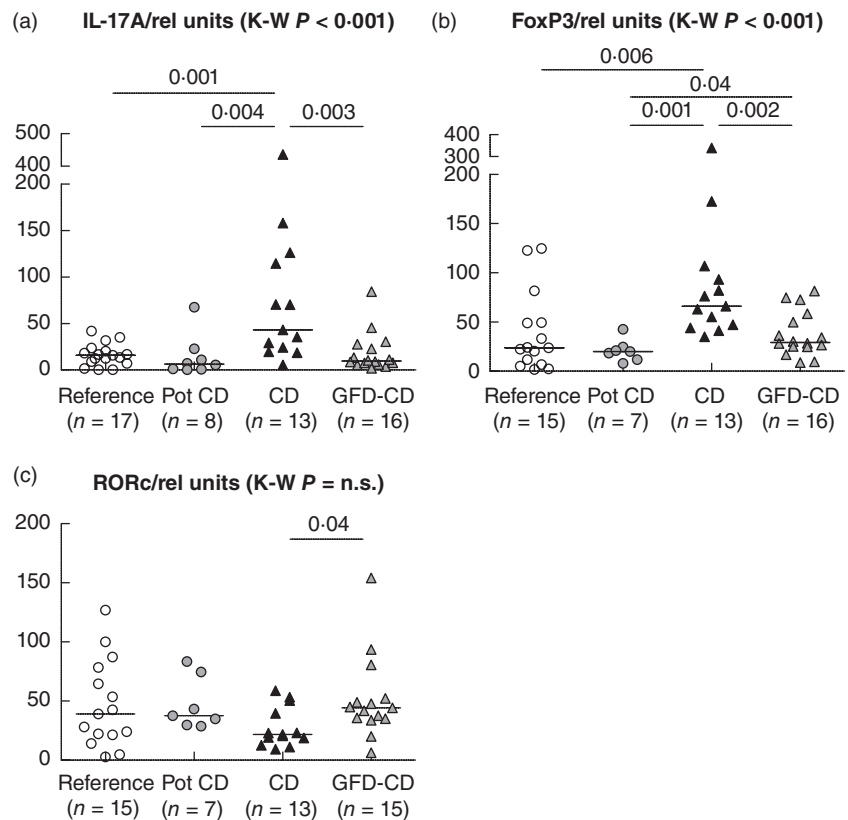 (a) IL-17A/rel units (K-W P < 0·001)
0·001
0·004 0·003
500
400
200
150
100
50
0
Reference Pot CD CD GFD-CD
(n = 17) (n = 8) (n = 13) (n = 16)
(b) FoxP3/rel units (K-W P < 0·001)
0·006
0·04
0·001 0·002
400
300
200
150
100
50
0
Reference Pot CD CD GFD-CD
(n = 15) (n = 7) (n = 13) (n = 16)
(c) RORc/rel units (K-W P = n.s.)
0·04
200
150
100
50
0
Reference Pot CD CD GFD-CD
(n = 15) (n = 7) (n = 13) (n = 15)